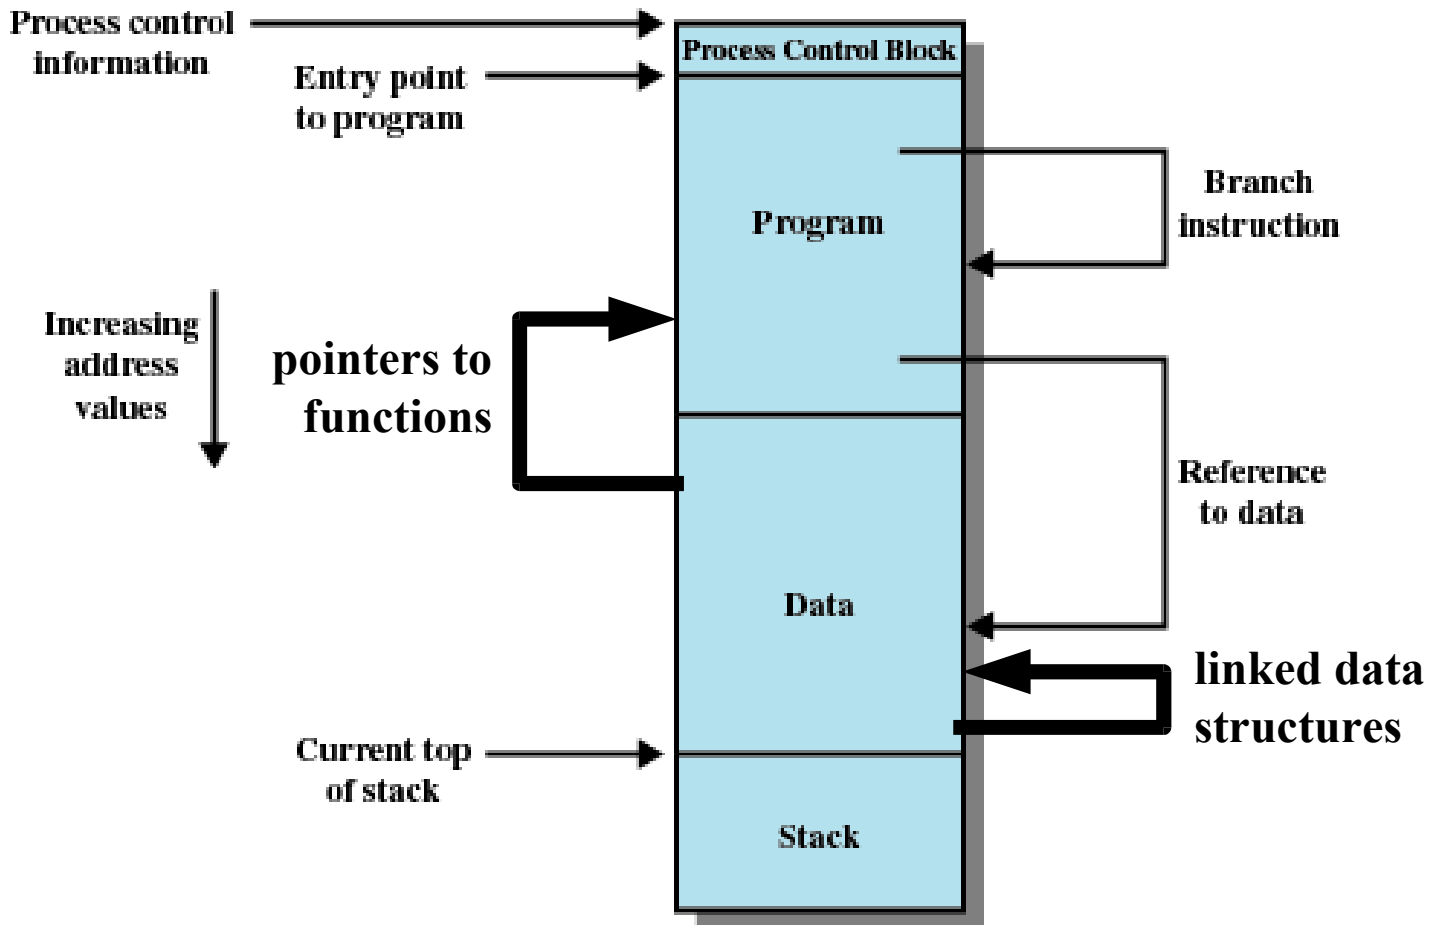 Process control
information
Process Control Block
Entry point
to program
Branch
instruction
Program
Increasing
address
values
pointers to
functions
Reference
to data
Data
linked data
structures
Current top
of stack
Stack